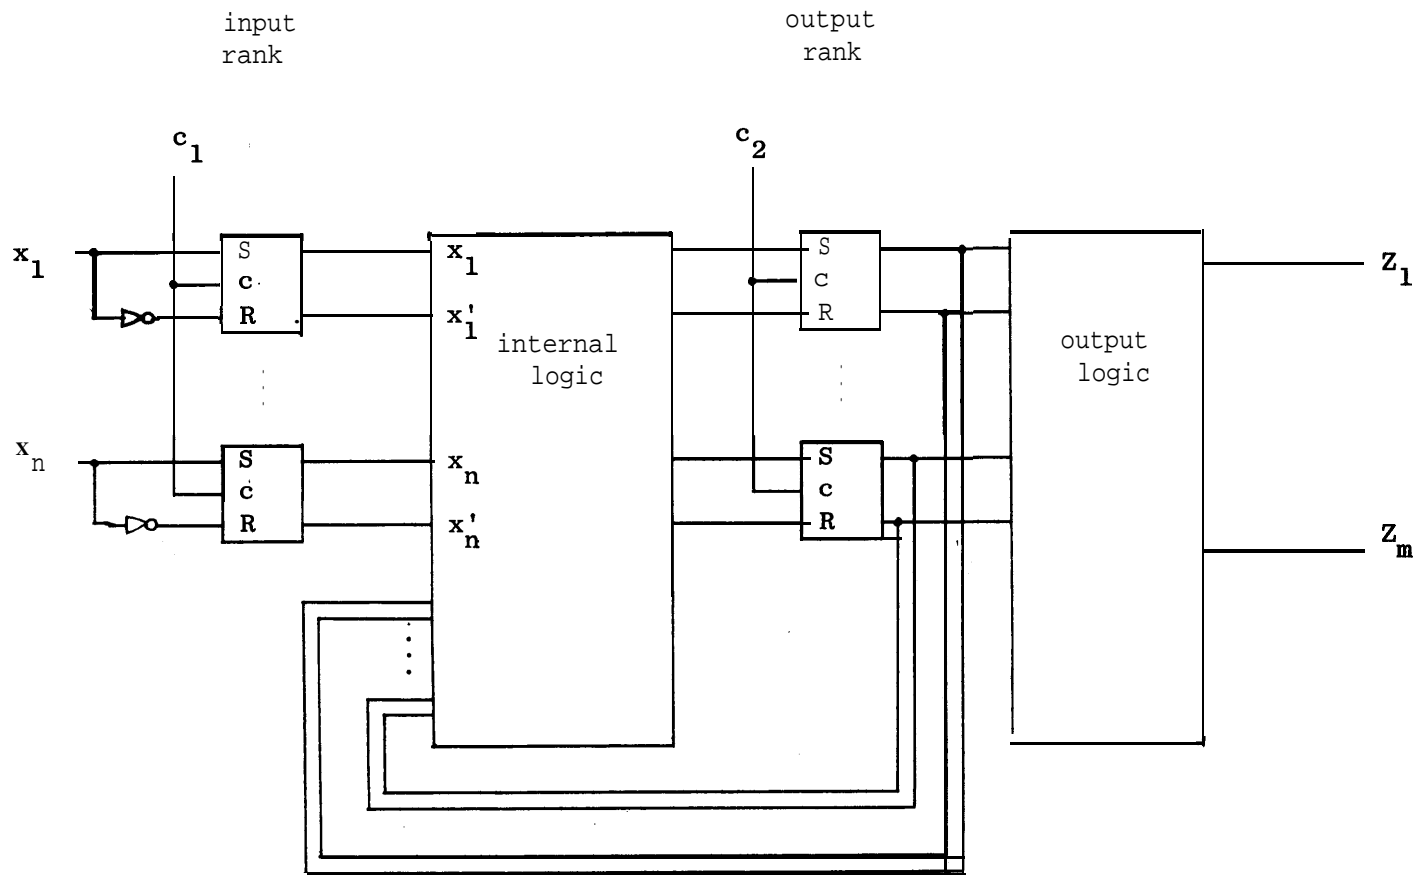 input
rank
output
rank
c1
c2
x1
S
C
R
x1
x'1
internal
logic
S
C
R
output
logic
Z1
xn
S
C
R
xn
x'n
S
C
R
Zm